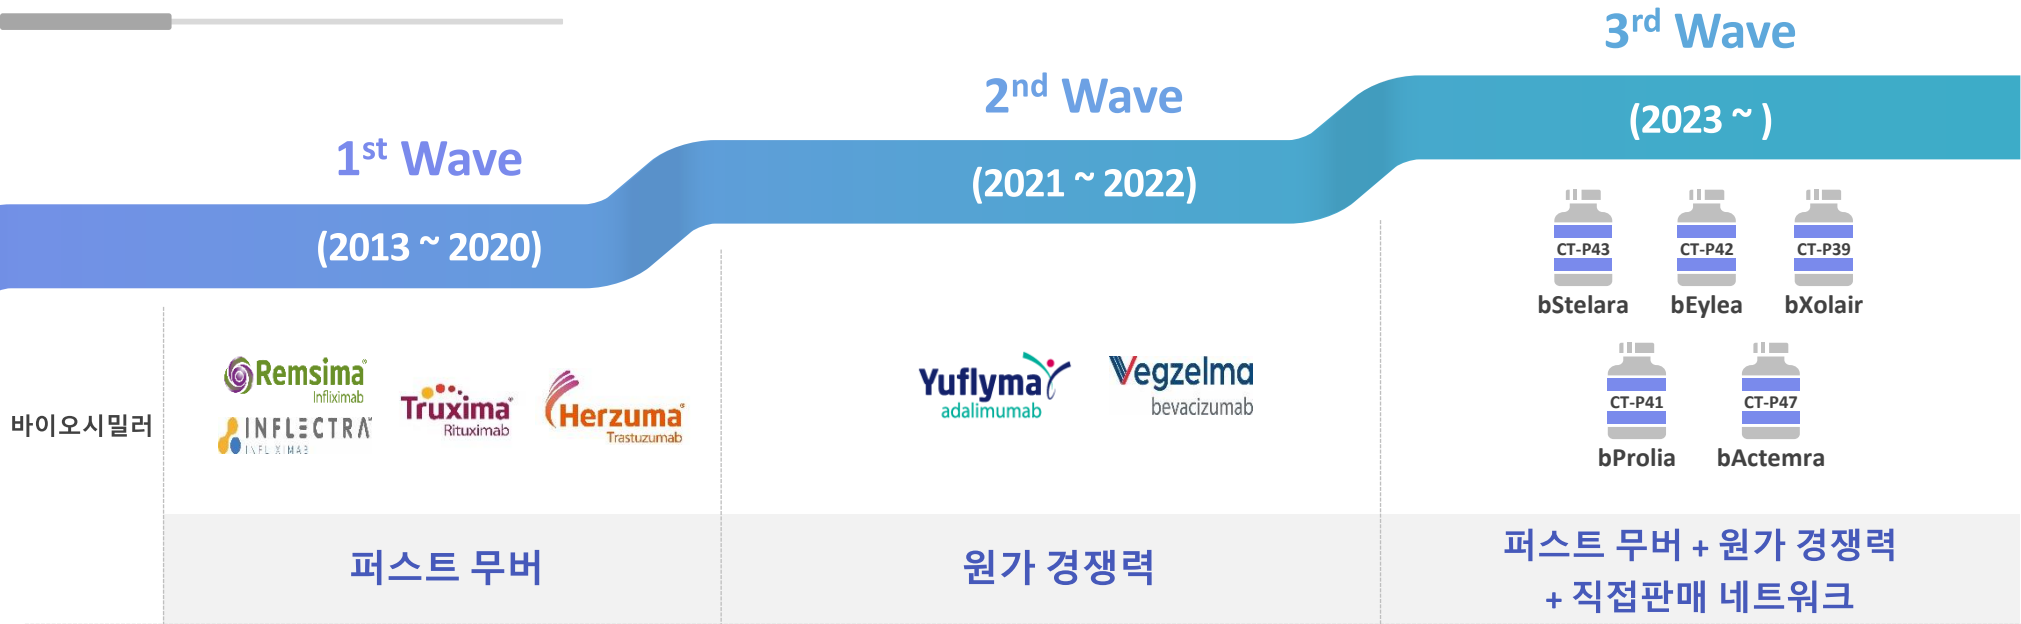 1st Wave
(2013 ~ 2020)
2nd Wave
(2021 ~ 2022)
3rd Wave
(2023 ~ )
바이오시밀러
Remsima®
Infliximab
INFLECTRA™
INFLIXIMAB
Truxima®
Rituximab
Herzuma®
Trastuzumab
Yuflyma
adalimumab
Vegzelma
bevacizumab
CT-P43
bStelara
CT-P42
bEylea
CT-P39
bXolair
CT-P41
bProlia
CT-P47
bActemra
퍼스트 무버
원가 경쟁력
퍼스트 무버 + 원가 경쟁력
+ 직접판매 네트워크